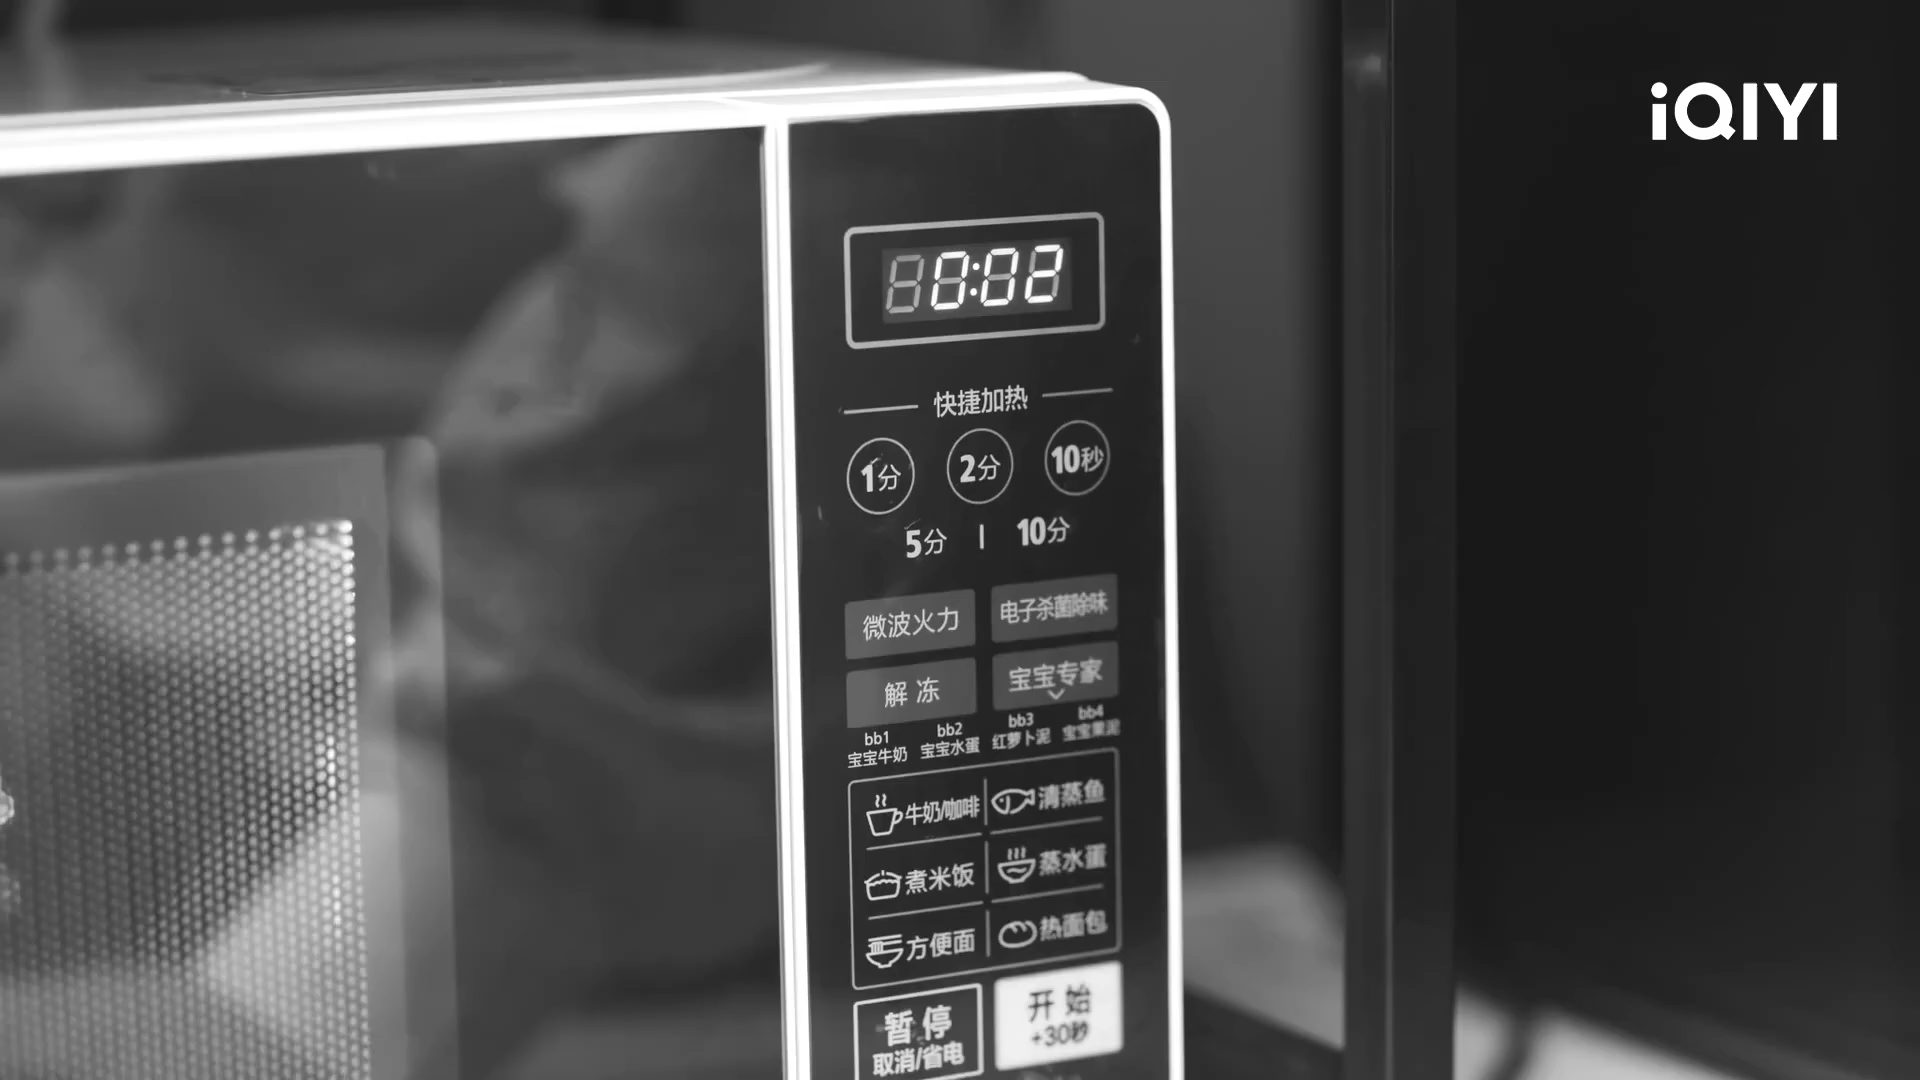 iQIYI
0:02
快捷加热
1分 2分 10秒
5分 | 10分
微波火力 电子杀菌除味
解冻 宝宝专家
bb1 bb2 bb3 bb4
宝宝牛奶 宝宝水蛋 红萝卜泥 宝宝果泥
牛奶/咖啡 清蒸鱼
煮米饭 蒸水蛋
方便面 热面包
暂停 开始
取消/省电 +30秒